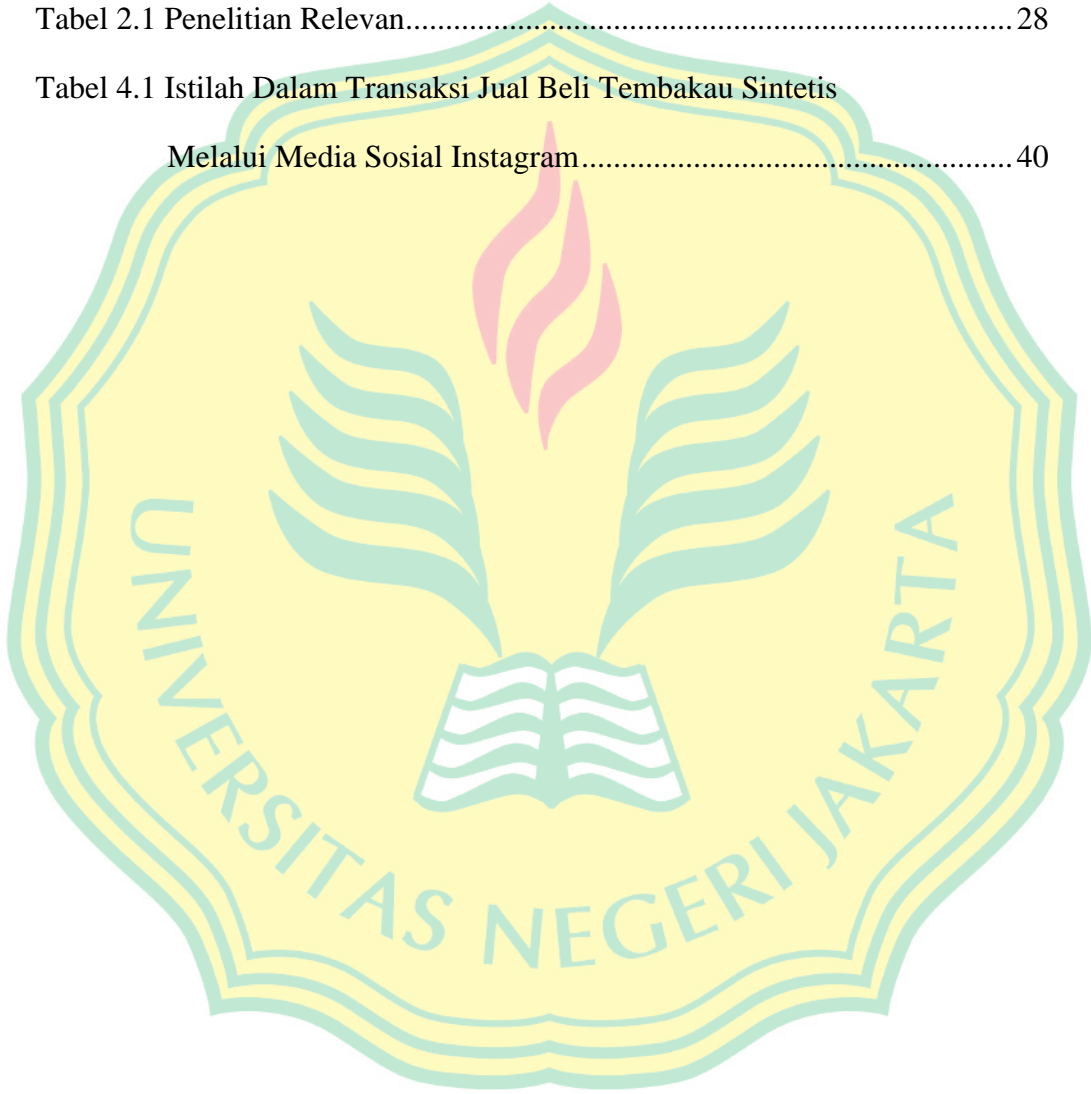 Tabel 2.1 Penelitian Relevan............................................................................... 28
Tabel 4.1 Istilah Dalam Transaksi Jual Beli Tembakau Sintetis
Melalui Media Sosial Instagram...................................................... 40
UNIVERSITAS NEGERI JAKARTA